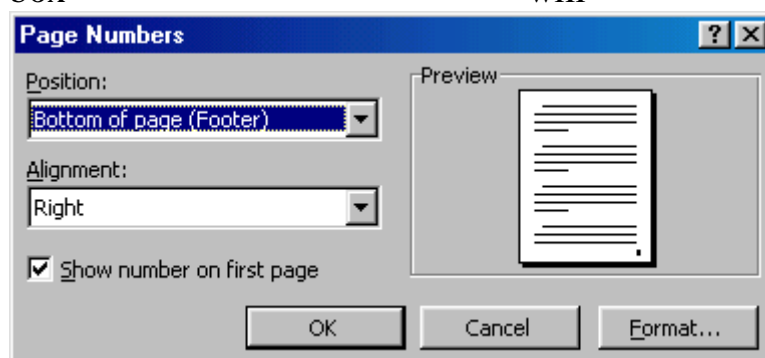 Page Numbers
Position:
Bottom of page (Footer)
Alignment:
Right
Show number on first page
Preview
OK
Cancel
Format...